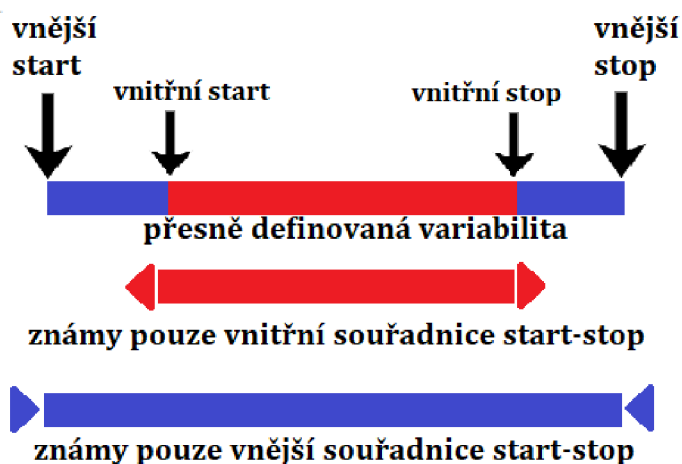 vnější
start
vnější
stop
vnitřní start
vnitřní stop
přesně definovaná variabilita
známy pouze vnitřní souřadnice start-stop
známy pouze vnější souřadnice start-stop